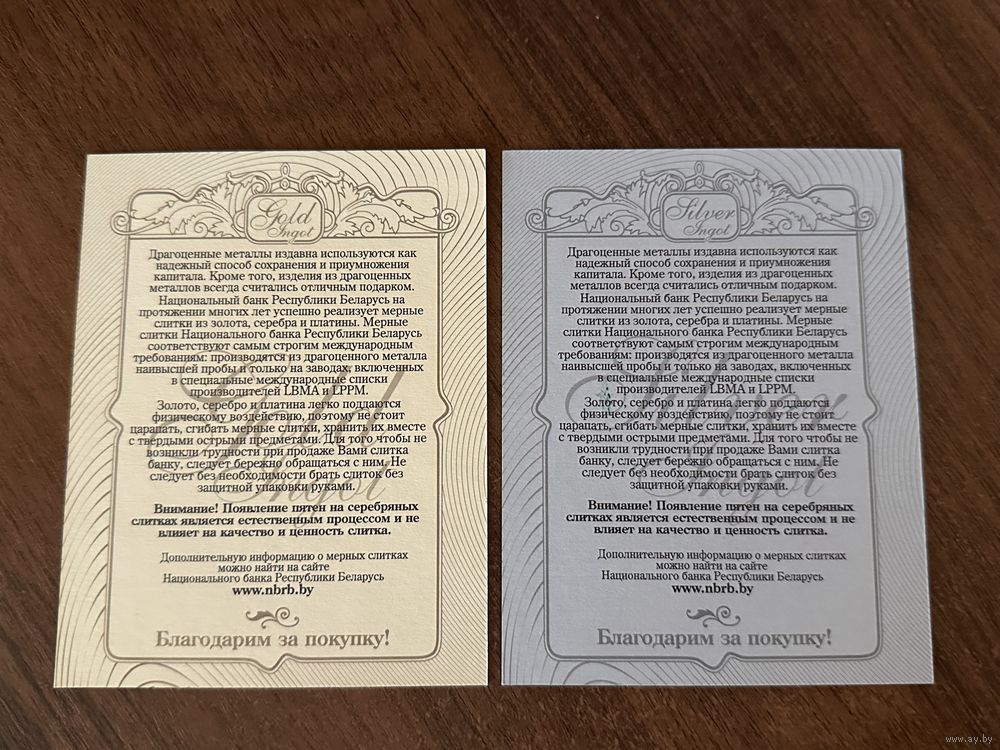 Gold
Ingot
Драгоценные металлы издавна используются как
надежный способ сохранения и приумножения
капитала. Кроме того, изделия из драгоценных
металлов всегда считались отличным подарком.
Национальный банк Республики Беларусь на
протяжении многих лет успешно реализует мерные
слитки из золота, серебра и платины. Мерные
слитки Национального банка Республики Беларусь
соответствуют самым строгим международным
требованиям: производятся из драгоценного металла
наивысшей пробы и только на заводах, включенных
в специальные международные списки
производителей LBMA и LPPM.
Золото, серебро и платина легко поддаются
физическому воздействию, поэтому не стоит
царапать, сгибать мерные слитки, хранить их вместе
с твердыми острыми предметами. Для того чтобы не
возникли трудности при продаже Вами слитка
банку, следует бережно обращаться с ним. Не
следует без необходимости брать слиток без
защитной упаковки руками.
Внимание! Появление пятен на серебряных
слитках является естественным процессом и не
влияет на качество и ценность слитка.
Дополнительную информацию о мерных слитках
можно найти на сайте
Национального банка Республики Беларусь
www.nbrb.by
Благодарим за покупку!
Gold
Ingot
Silver
Ingot
Драгоценные металлы издавна используются как
надежный способ сохранения и приумножения
капитала. Кроме того, изделия из драгоценных
металлов всегда считались отличным подарком.
Национальный банк Республики Беларусь на
протяжении многих лет успешно реализует мерные
слитки из золота, серебра и платины. Мерные
слитки Национального банка Республики Беларусь
соответствуют самым строгим международным
требованиям: производятся из драгоценного металла
наивысшей пробы и только на заводах, включенных
в специальные международные списки
производителей LBMA и LPPM.
Золото, серебро и платина легко поддаются
физическому воздействию, поэтому не стоит
царапать, сгибать мерные слитки, хранить их вместе
с твердыми острыми предметами. Для того чтобы не
возникли трудности при продаже Вами слитка
банку, следует бережно обращаться с ним. Не
следует без необходимости брать слиток без
защитной упаковки руками.
Внимание! Появление пятен на серебряных
слитках является естественным процессом и не
влияет на качество и ценность слитка.
Дополнительную информацию о мерных слитках
можно найти на сайте
Национального банка Республики Беларусь
www.nbrb.by
Благодарим за покупку!
Silver
Ingot
www.ay.by